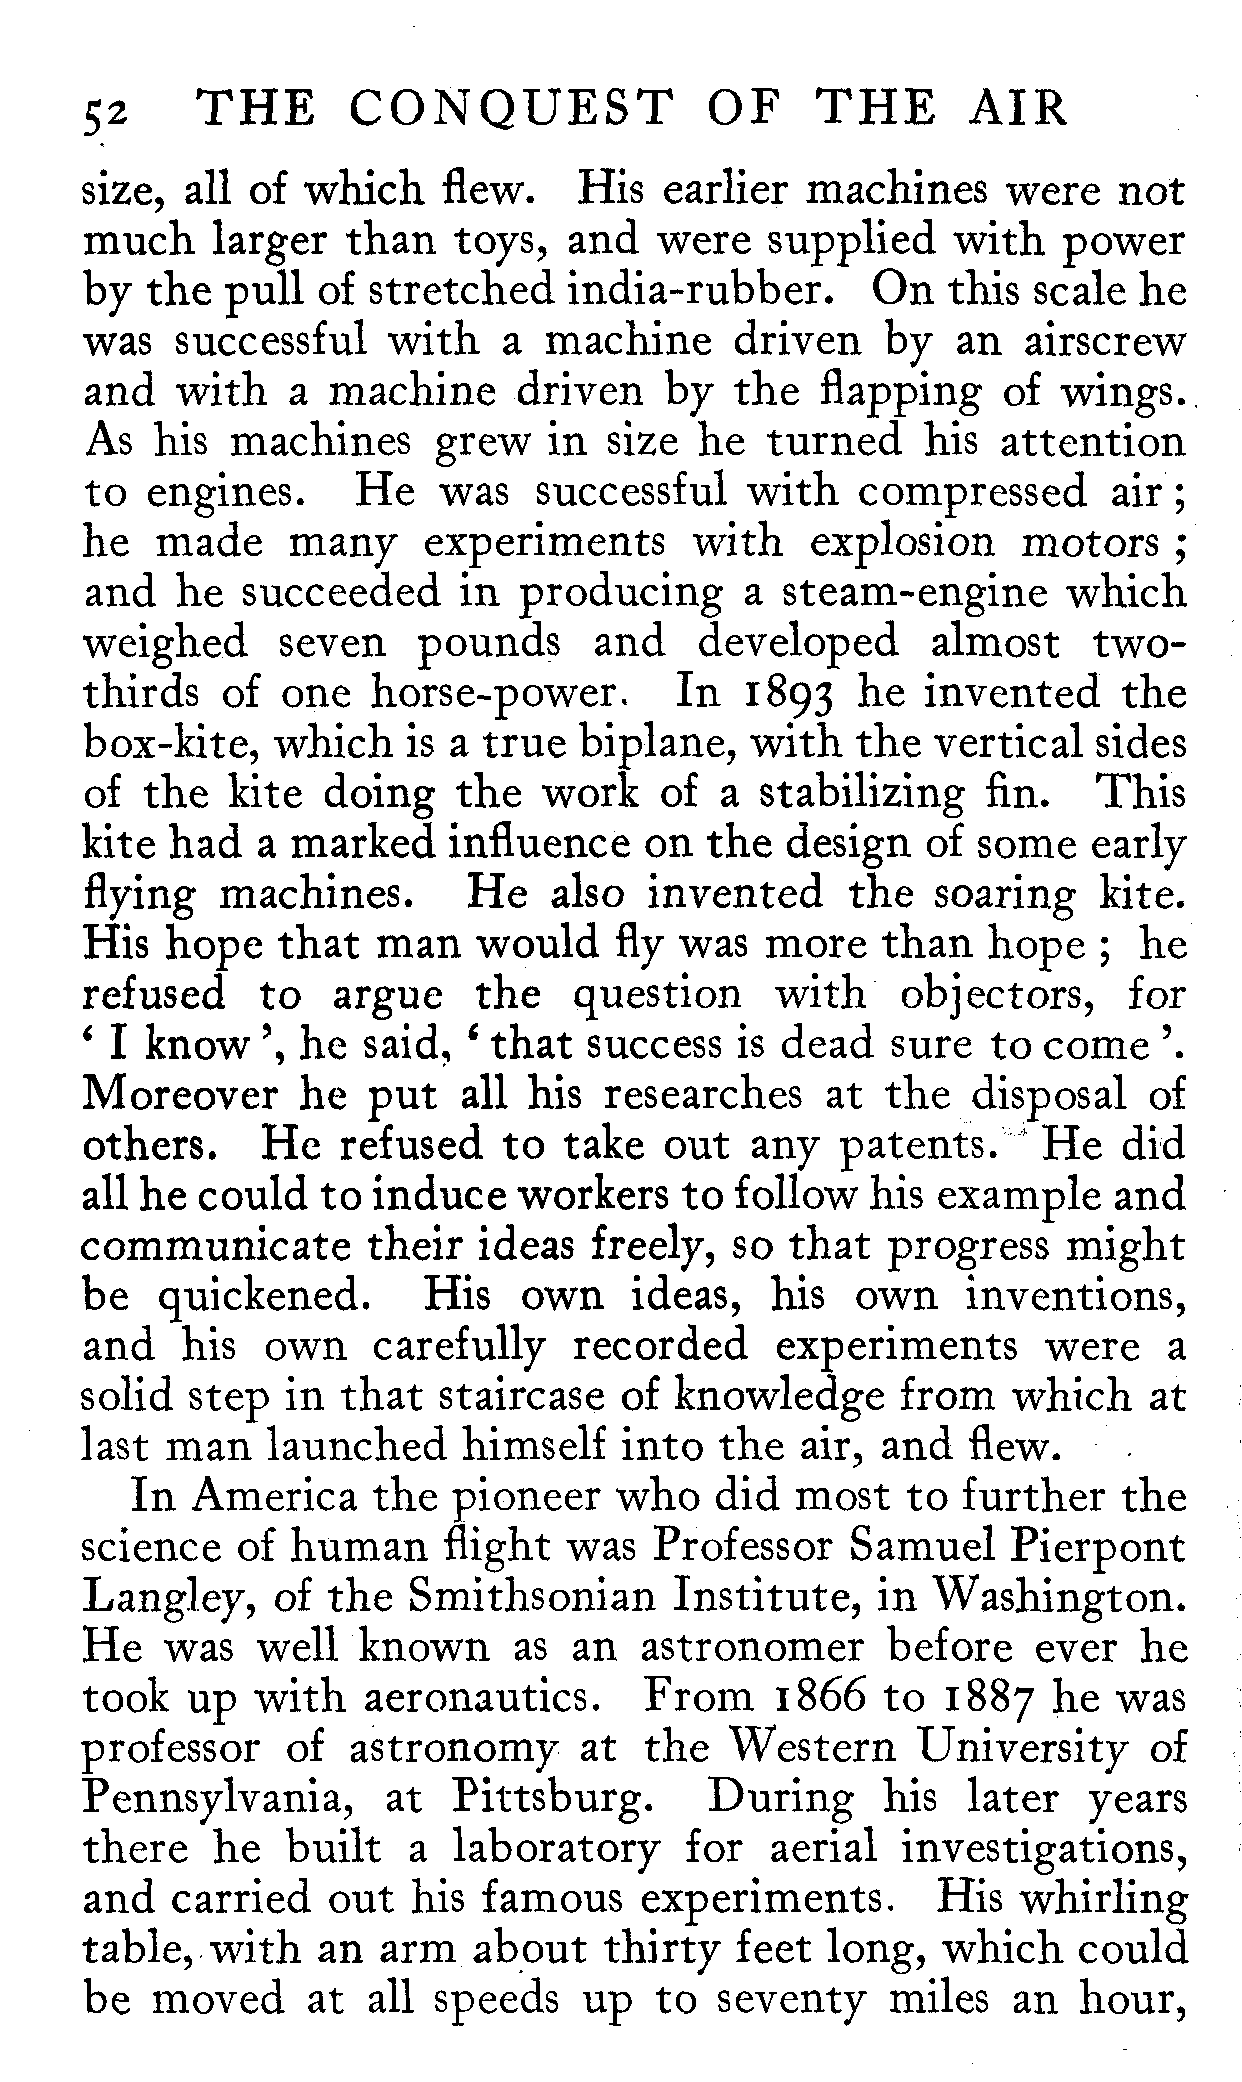 52 THE CONQUEST OF THE AIR
size, all of which flew. His earlier machines were not
much larger than toys, and were supplied with power
by the pull of stretched india-rubber. On this scale he
was successful with a machine driven by an airscrew
and with a machine driven by the flapping of wings.
As his machines grew in size he turned his attention
to engines. He was successful with compressed air ;
he made many experiments with explosion motors ;
and he succeeded in producing a steam-engine which
weighed seven pounds and developed almost two-
thirds of one horse-power. In 1893 he invented the
box-kite, which is a true biplane, with the vertical sides
of the kite doing the work of a stabilizing fin. This
kite had a marked influence on the design of some early
flying machines. He also invented the soaring kite.
His hope that man would fly was more than hope ; he
refused to argue the question with objectors, for
‘ I know ’, he said, ‘ that success is dead sure to come ’.
Moreover he put all his researches at the disposal of
others. He refused to take out any patents. He did
all he could to induce workers to follow his example and
communicate their ideas freely, so that progress might
be quickened. His own ideas, his own inventions,
and his own carefully recorded experiments were a
solid step in that staircase of knowledge from which at
last man launched himself into the air, and flew.
In America the pioneer who did most to further the
science of human flight was Professor Samuel Pierpont
Langley, of the Smithsonian Institute, in Washington.
He was well known as an astronomer before ever he
took up with aeronautics. From 1866 to 1887 he was
professor of astronomy at the Western University of
Pennsylvania, at Pittsburg. During his later years
there he built a laboratory for aerial investigations,
and carried out his famous experiments. His whirling
table, with an arm about thirty feet long, which could
be moved at all speeds up to seventy miles an hour,